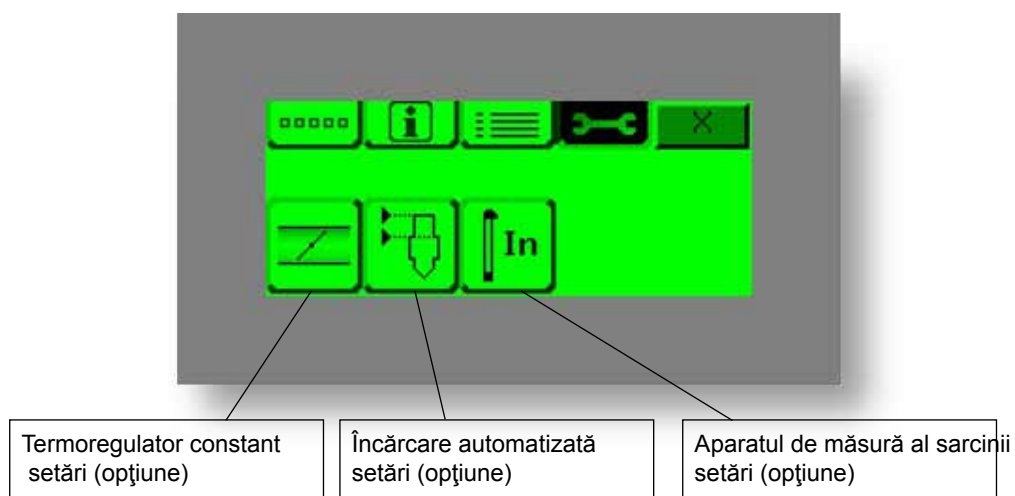 X
In
Termoregulator constant
setări (opţiune)
Încărcare automatizată
setări (opţiune)
Aparatul de măsură al sarcinii
setări (opţiune)